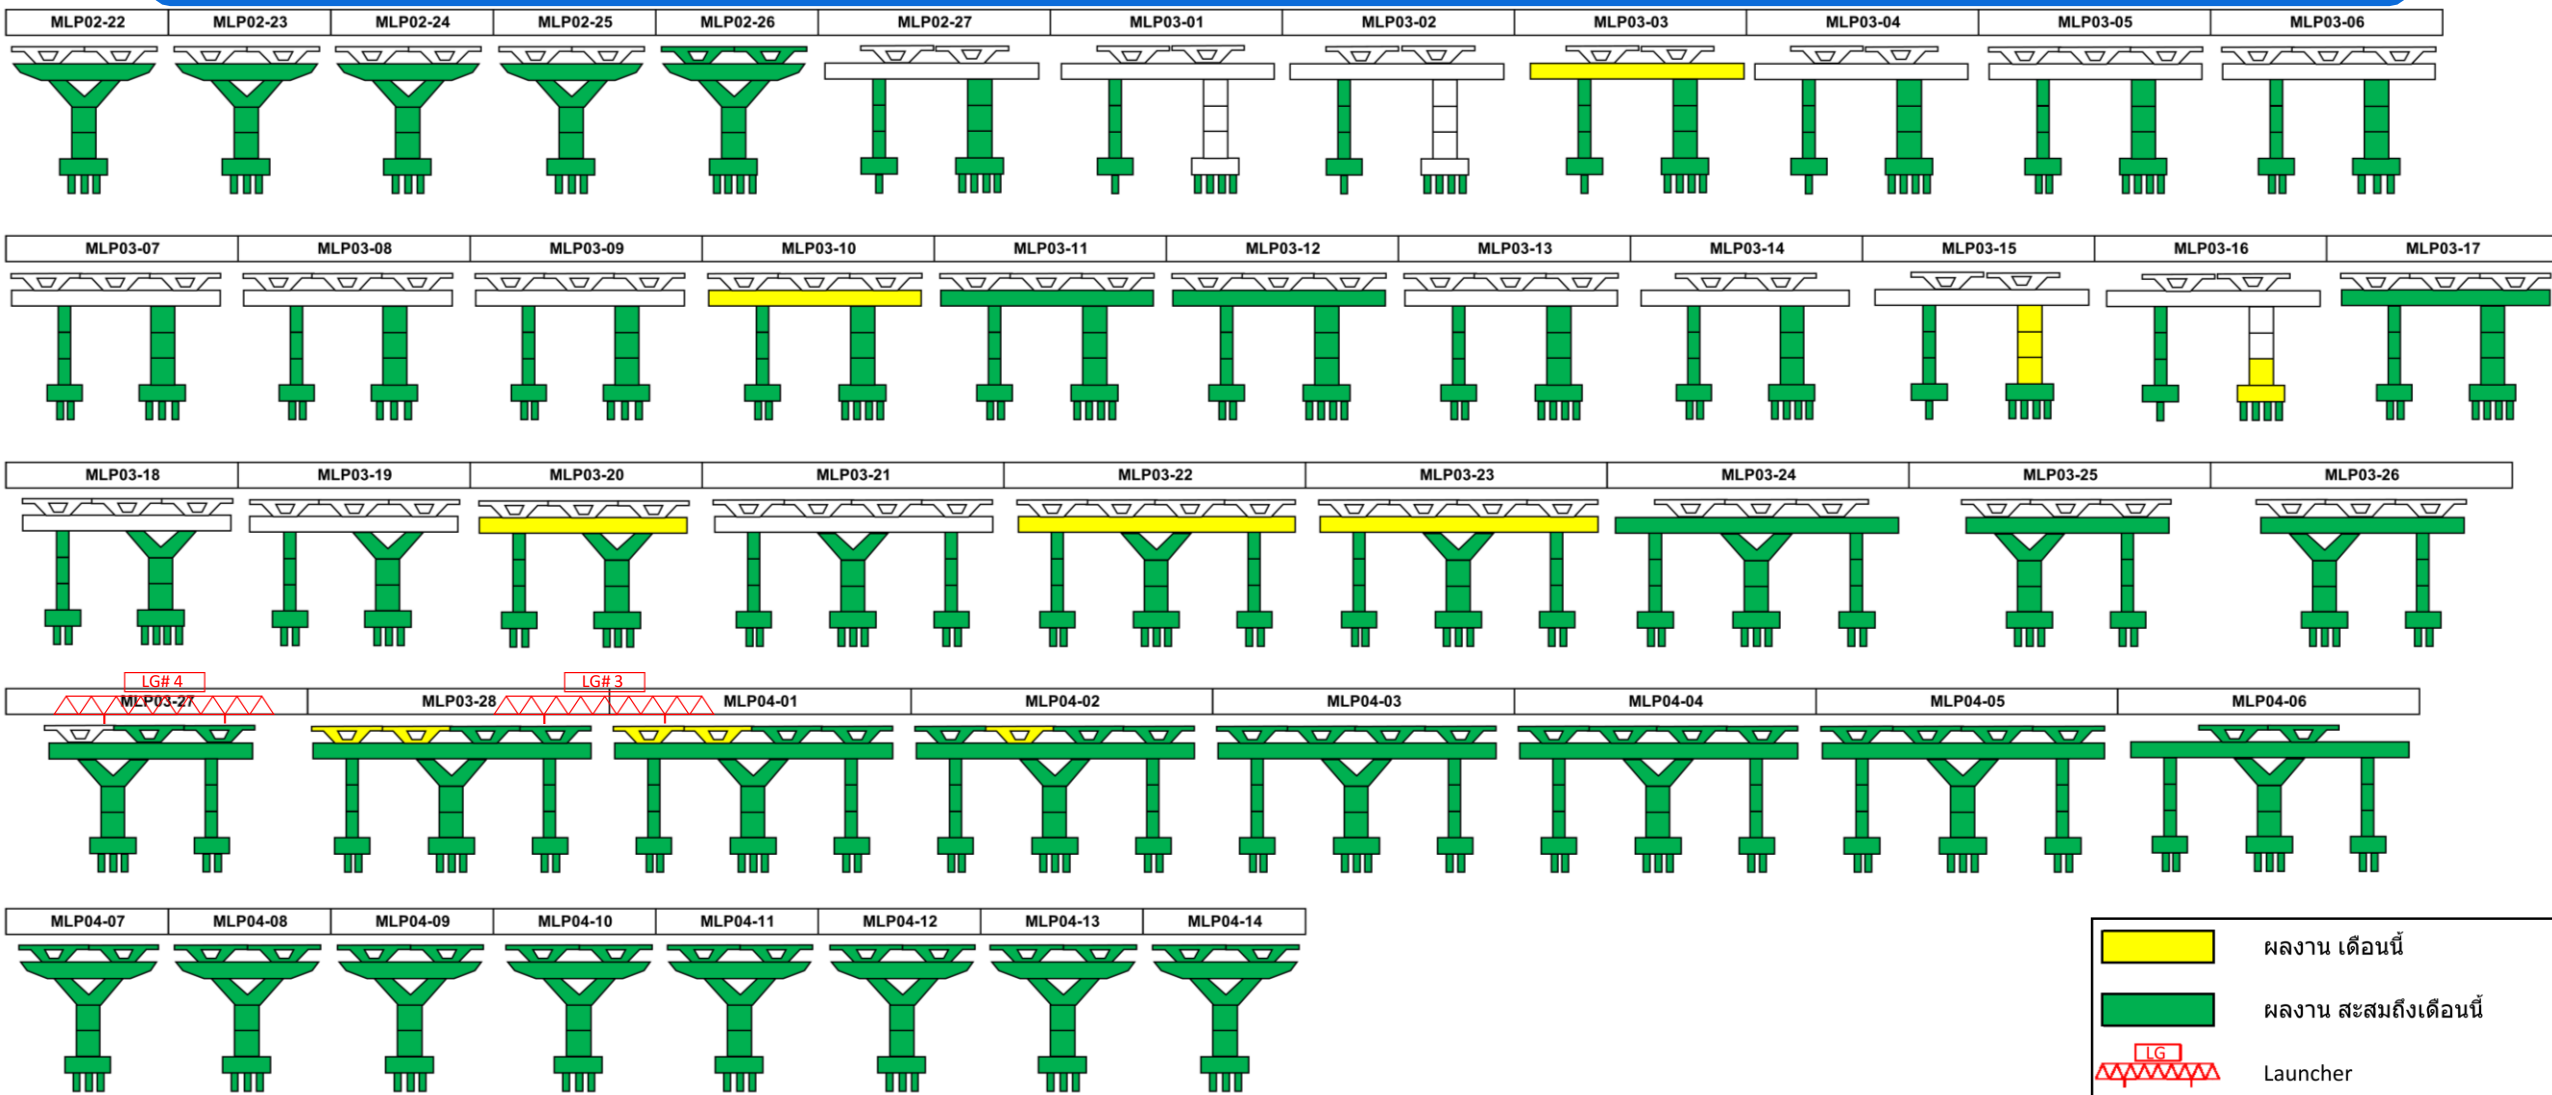 MLP02-22 MLP02-23 MLP02-24 MLP02-25 MLP02-26 MLP02-27 MLP03-01 MLP03-02 MLP03-03 MLP03-04 MLP03-05 MLP03-06
MLP03-07 MLP03-08 MLP03-09 MLP03-10 MLP03-11 MLP03-12 MLP03-13 MLP03-14 MLP03-15 MLP03-16 MLP03-17
MLP03-18 MLP03-19 MLP03-20 MLP03-21 MLP03-22 MLP03-23 MLP03-24 MLP03-25 MLP03-26
LG# 4 LG# 3
MLP03-27 MLP03-28 MLP04-01 MLP04-02 MLP04-03 MLP04-04 MLP04-05 MLP04-06
MLP04-07 MLP04-08 MLP04-09 MLP04-10 MLP04-11 MLP04-12 MLP04-13 MLP04-14
ผลงาน เดือนนี้
ผลงาน สะสมถึงเดือนนี้
LG
Launcher